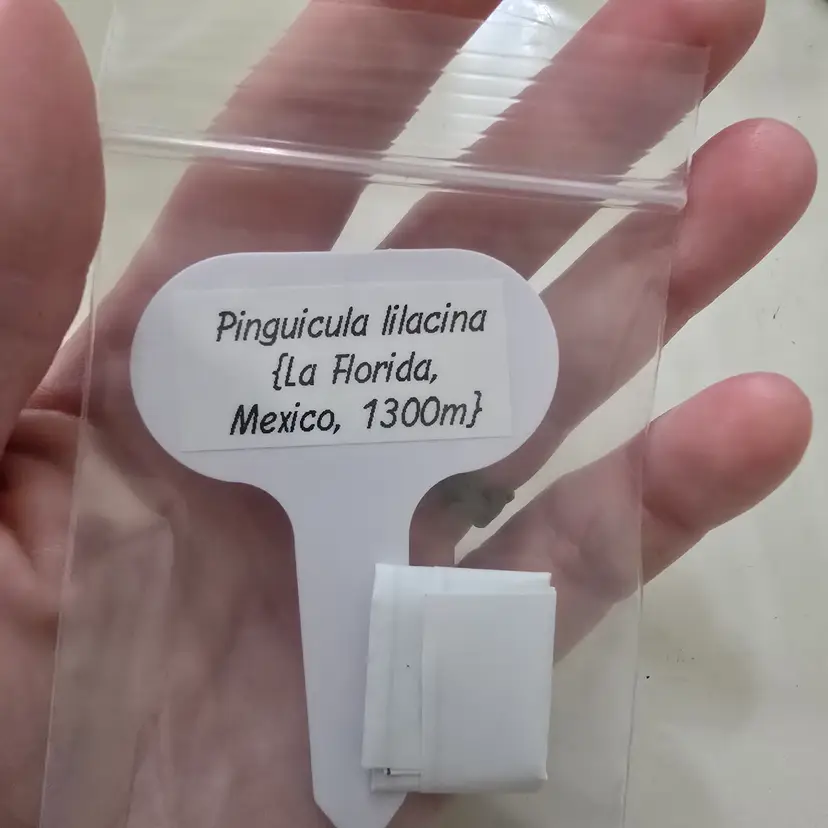 Pinguicula lilacina
{La Florida,
Mexico, 1300m}